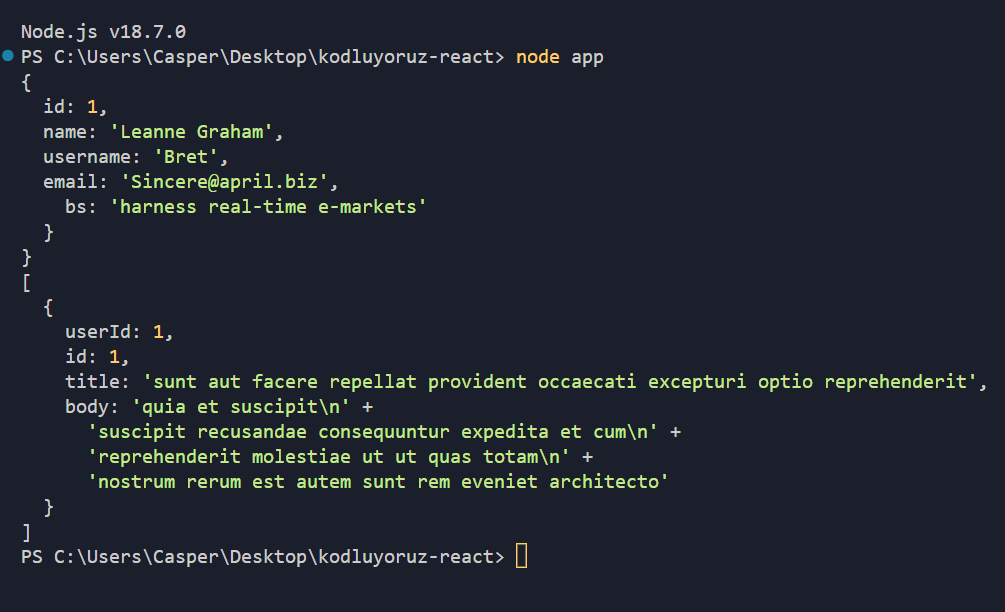 Node.js v18.7.0
PS C:\Users\Casper\Desktop\kodluyoruz-react> node app
{
  id: 1,
  name: 'Leanne Graham',
  username: 'Bret',
  email: 'Sincere@april.biz',
    bs: 'harness real-time e-markets'
  }
}
[
  {
    userId: 1,
    id: 1,
    title: 'sunt aut facere repellat provident occaecati excepturi optio reprehenderit',
    body: 'quia et suscipit\n' +
      'suscipit recusandae consequuntur expedita et cum\n' +
      'reprehenderit molestiae ut ut quas totam\n' +
      'nostrum rerum est autem sunt rem eveniet architecto'
  }
]
PS C:\Users\Casper\Desktop\kodluyoruz-react>